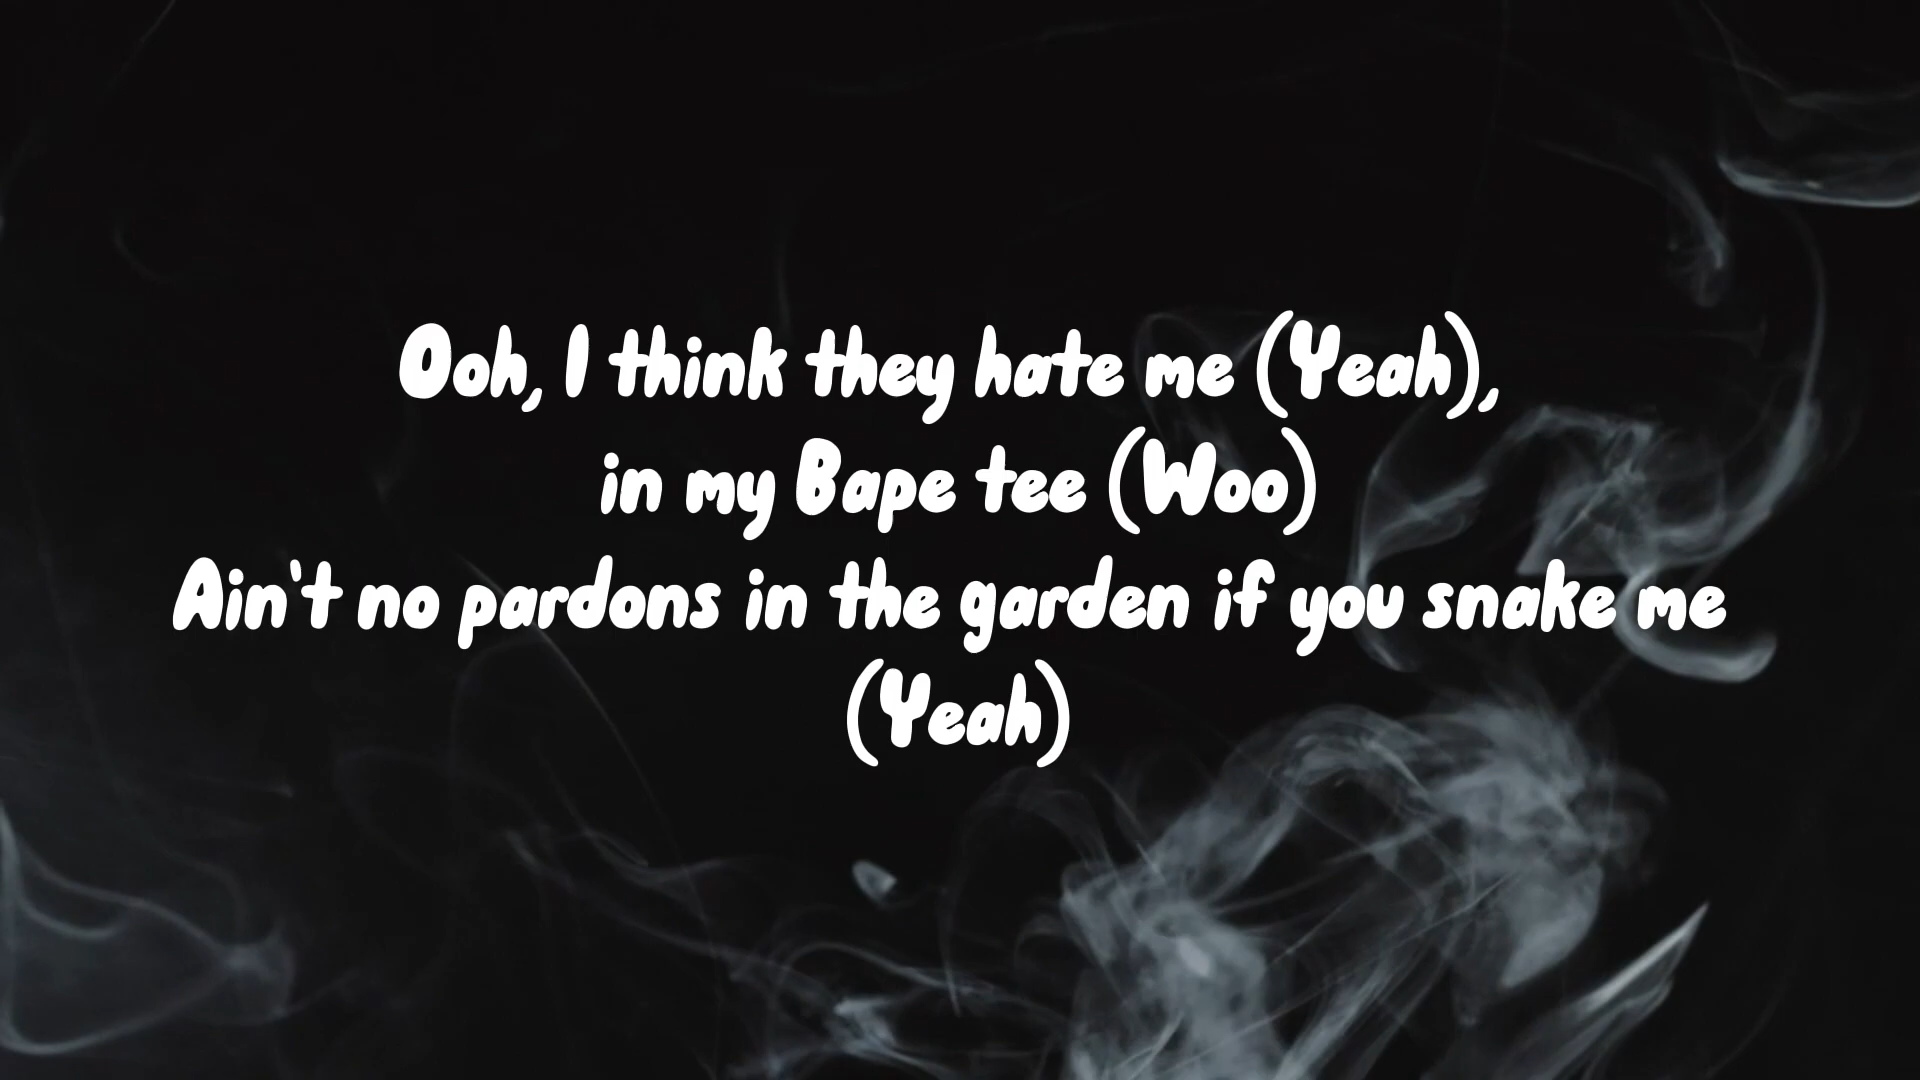 Ooh, I think they hate me (Yeah),
in my Bape tee (Woo)
Ain't no pardons in the garden if you snake me
(Yeah)